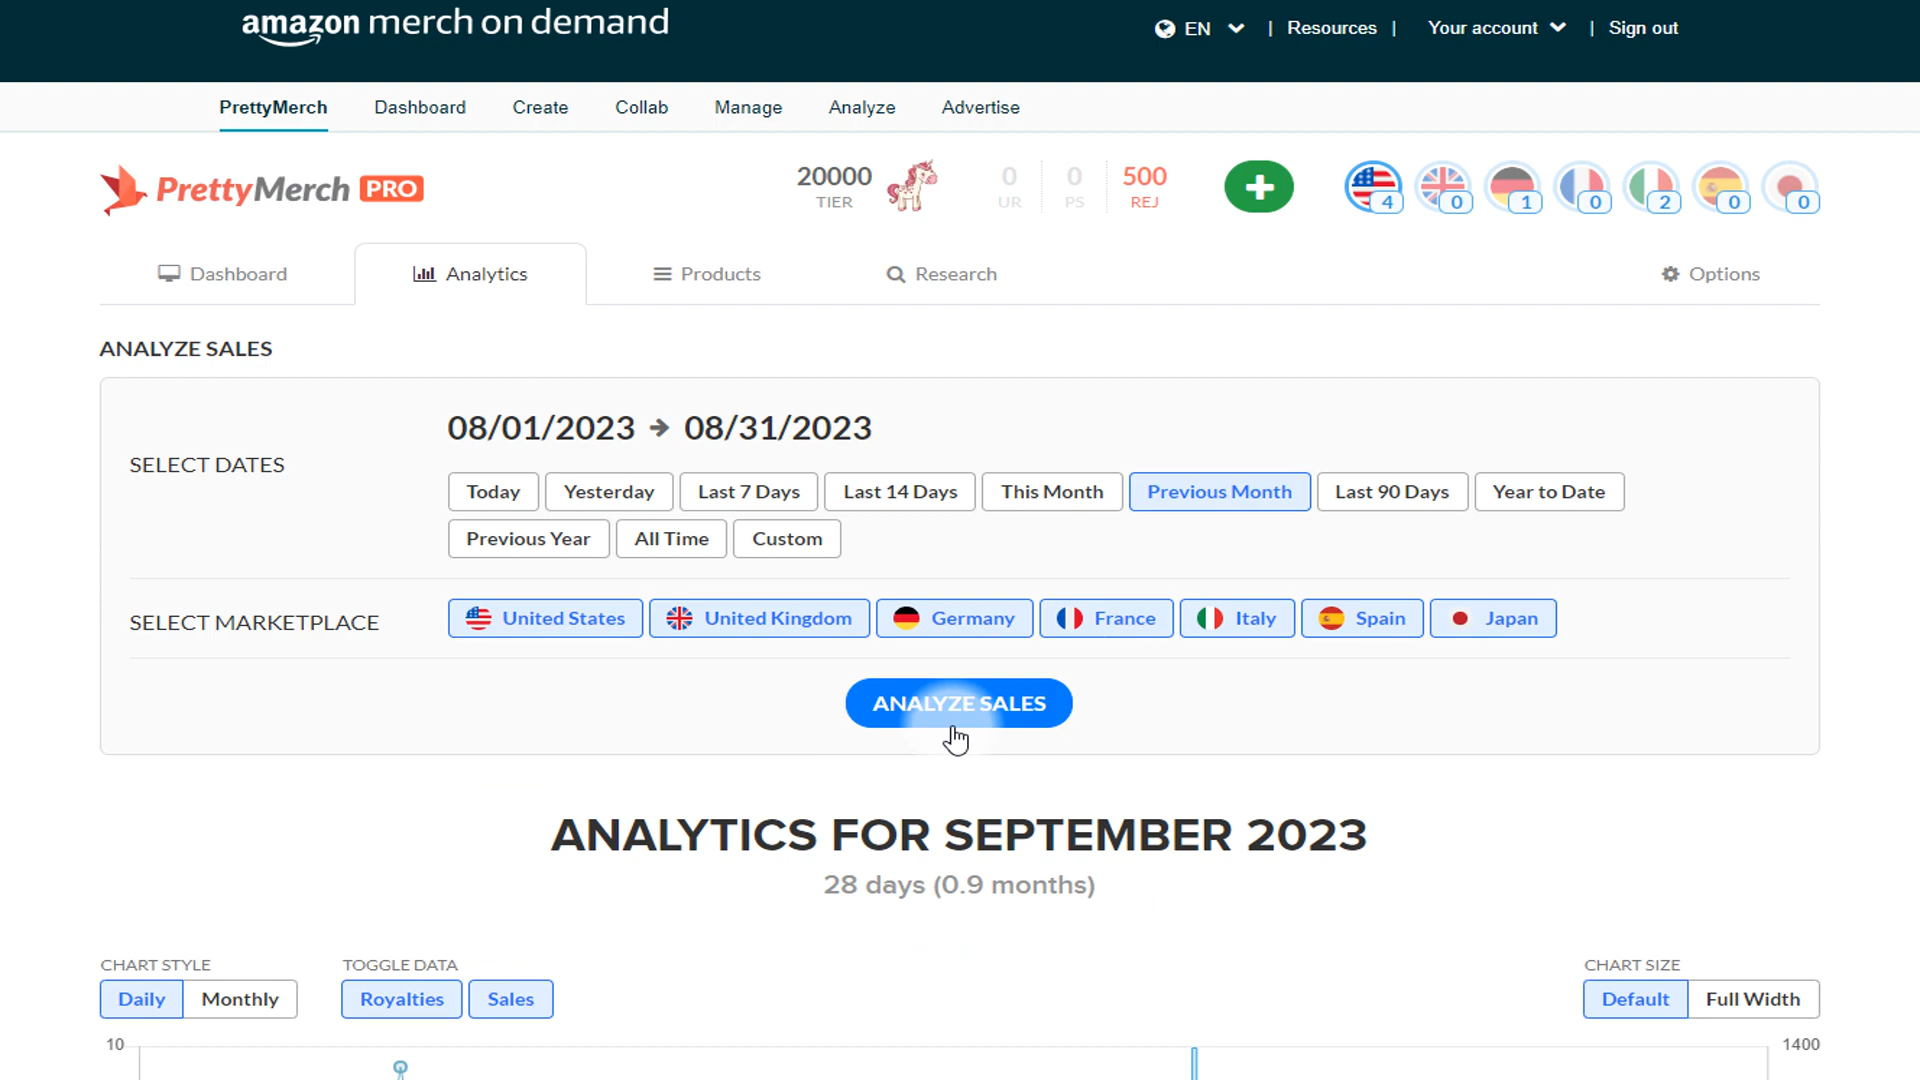 amazon merch on demand
EN | Resources | Your account | Sign out
PrettyMerch Dashboard Create Collab Manage Analyze Advertise
PrettyMerch PRO
20000 0 0 500
TIER UR PS REJ
4 0 1 0 2 0 0
Dashboard Analytics Products Research Options
ANALYZE SALES
08/01/2023 → 08/31/2023
SELECT DATES
Today Yesterday Last 7 Days Last 14 Days This Month Previous Month Last 90 Days Year to Date
Previous Year All Time Custom
SELECT MARKETPLACE United States United Kingdom Germany France Italy Spain Japan
ANALYZE SALES
ANALYTICS FOR SEPTEMBER 2023
28 days (0.9 months)
CHART STYLE TOGGLE DATA CHART SIZE
Daily Monthly Royalties Sales Default Full Width
10 1400